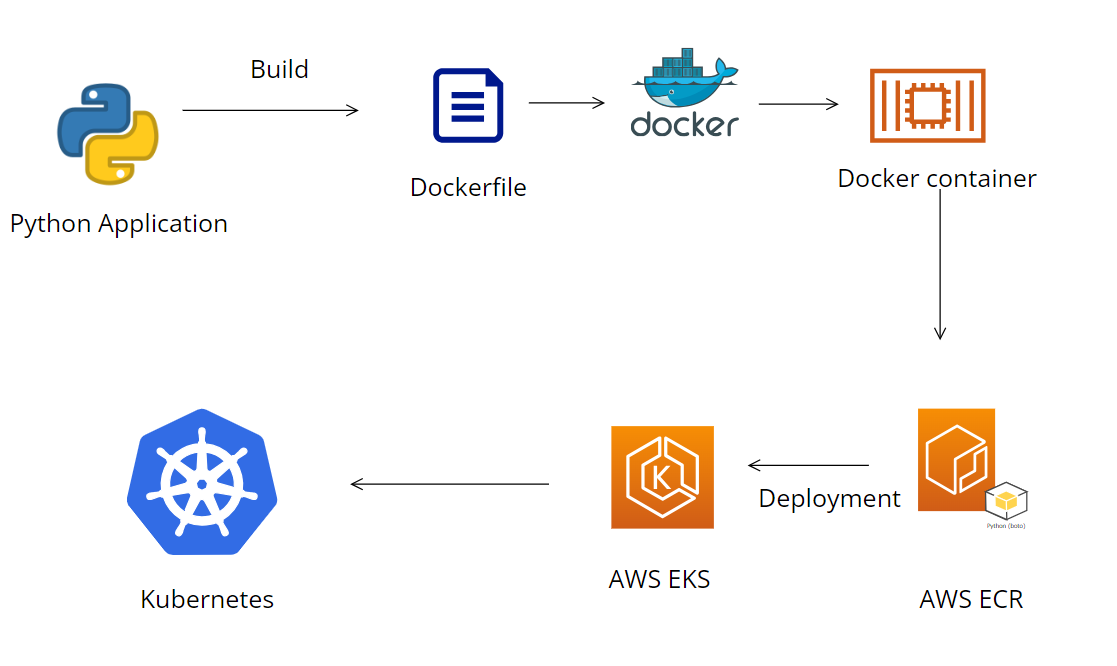 Build
docker
Python Application
Dockerfile
Docker container
K
Deployment
Python (boto)
Kubernetes
AWS EKS
AWS ECR